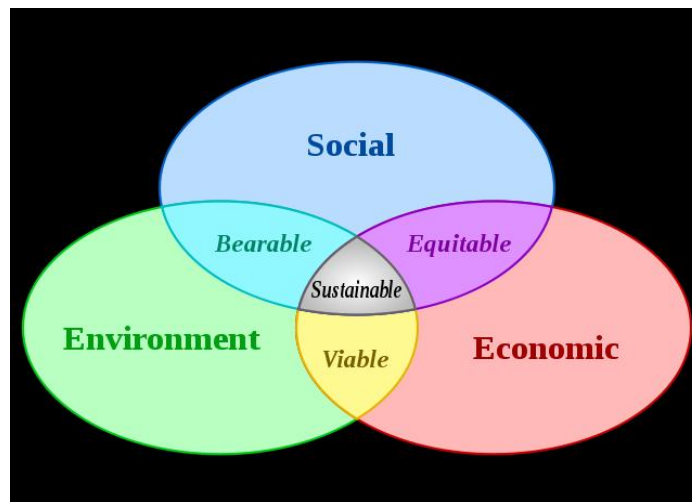 Social
Bearable
Equitable
Sustainable
Environment
Economic
Viable